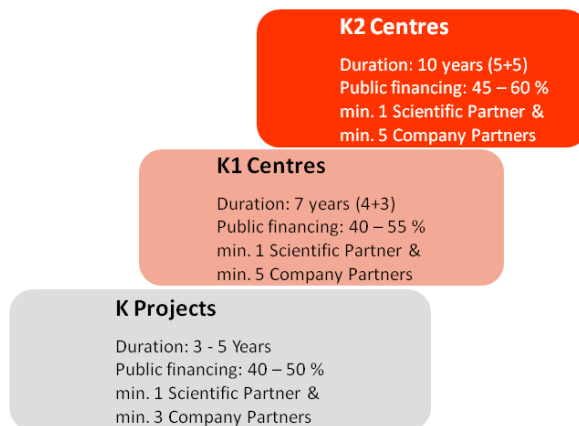 K2 Centres
Duration: 10 years (5+5)
Public financing: 45 – 60 %
min. 1 Scientific Partner &
min. 5 Company Partners
K1 Centres
Duration: 7 years (4+3)
Public financing: 40 – 55 %
min. 1 Scientific Partner &
min. 5 Company Partners
K Projects
Duration: 3 - 5 Years
Public financing: 40 – 50 %
min. 1 Scientific Partner &
min. 3 Company Partners